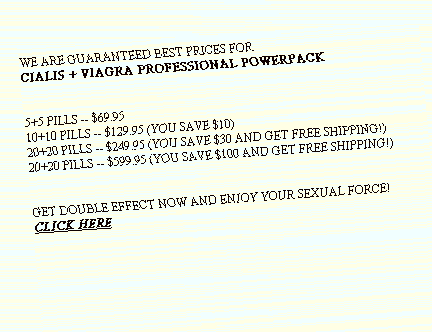 WE ARE GUARANTEED BEST PRICES FOR
CIALIS + VIAGRA PROFESSIONAL POWERPACK
5+5 PILLS -- $69.95
10+10 PILLS -- $129.95 (YOU SAVE $10)
20+20 PILLS -- $249.95 (YOU SAVE $30 AND GET FREE SHIPPING!)
20+20 PILLS -- $599.95 (YOU SAVE $100 AND GET FREE SHIPPING!)
GET DOUBLE EFFECT NOW AND ENJOY YOUR SEXUAL FORCE!
CLICK HERE